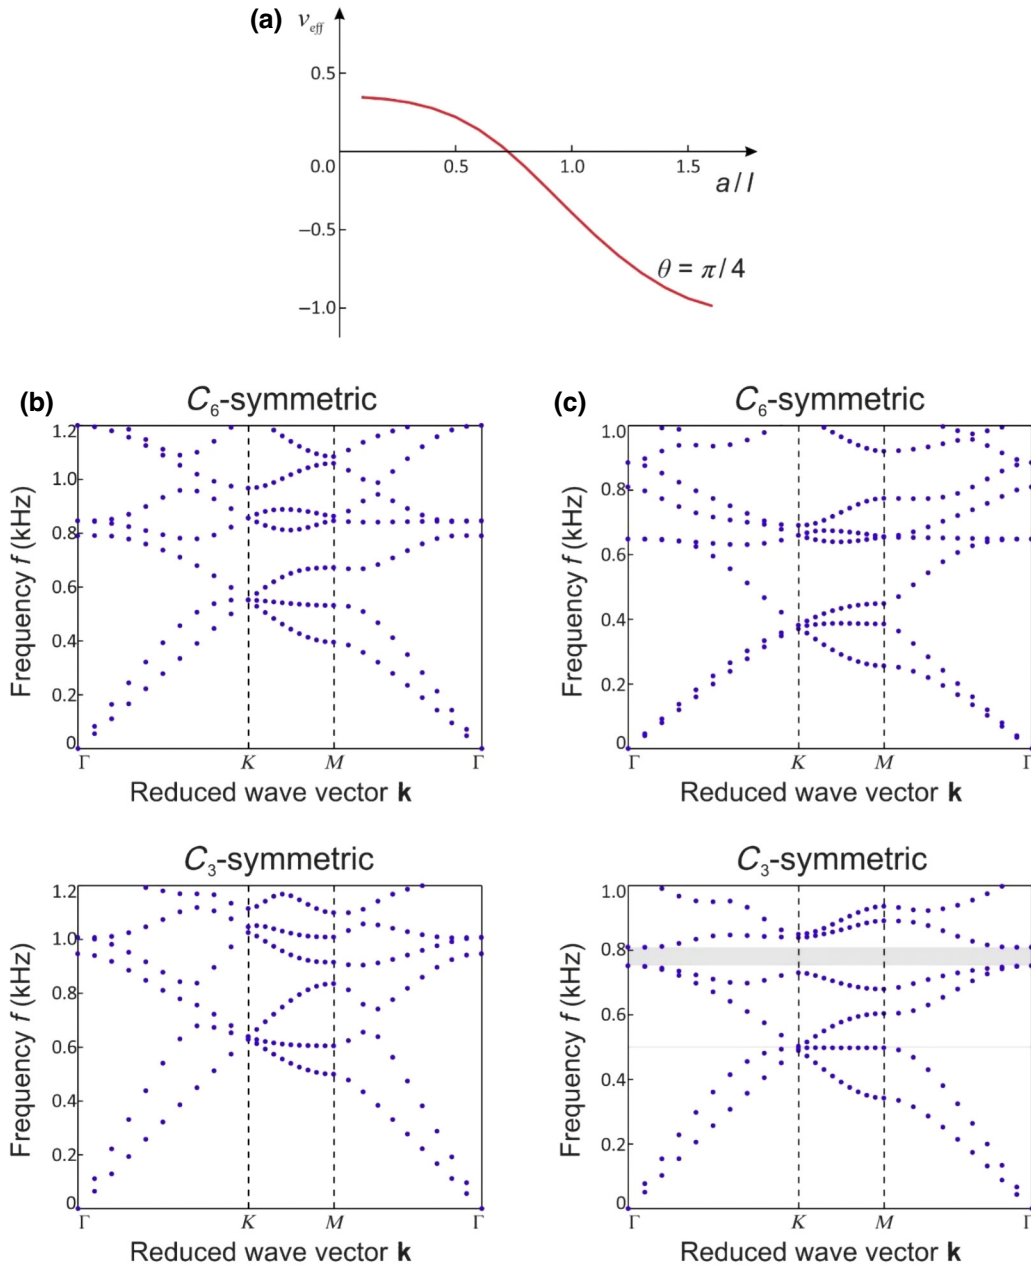 (a) v_eff
0.5
0.0 0.5 1.0 1.5
a/l
−0.5
θ = π/4
−1.0
(b) C6-symmetric
1.2
1.0
0.8
0.6
0.4
0.2
0
Frequency f (kHz)
Γ K M Γ
Reduced wave vector k
(c) C6-symmetric
1.0
0.8
0.6
0.4
0.2
0
Frequency f (kHz)
Γ K M Γ
Reduced wave vector k
C3-symmetric
1.2
1.0
0.8
0.6
0.4
0.2
0
Frequency f (kHz)
Γ K M Γ
Reduced wave vector k
C3-symmetric
1.0
0.8
0.6
0.4
0.2
0
Frequency f (kHz)
Γ K M Γ
Reduced wave vector k